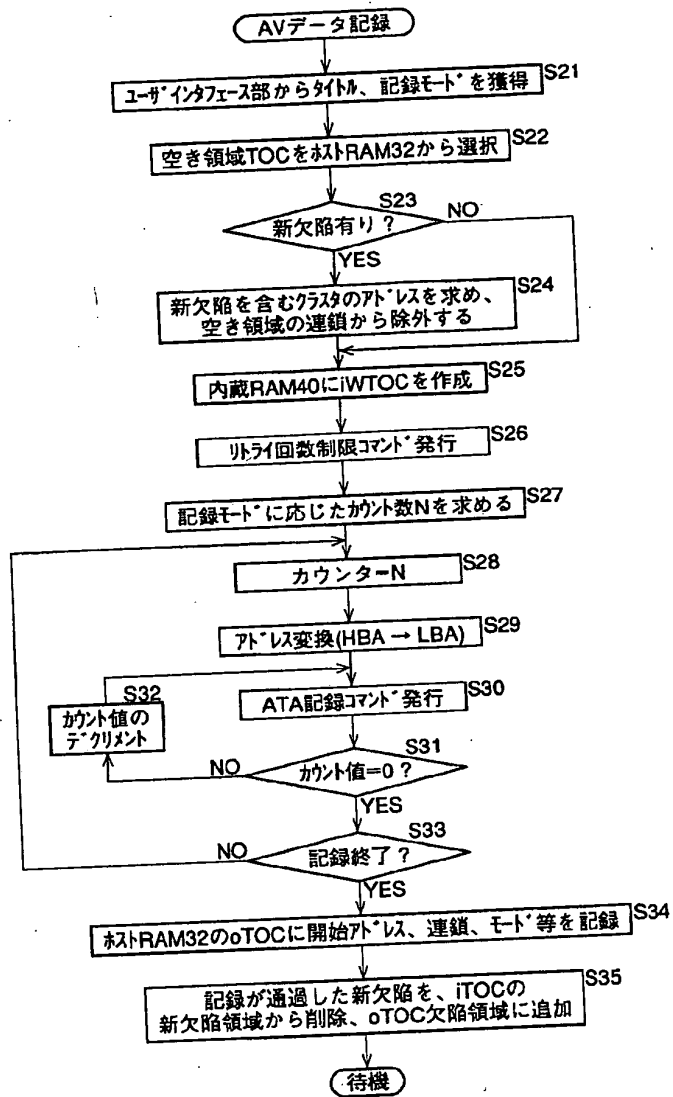 AVデータ記録
S21
ユーザインタフェース部からタイトル、記録モードを獲得
S22
空き領域TOCをホストRAM32から選択
S23
新欠陥有り?
NO
YES
S24
新欠陥を含むクラスタのアドレスを求め、
空き領域の連鎖から除外する
S25
内蔵RAM40にiWTOCを作成
S26
リトライ回数制限コマンド発行
S27
記録モードに応じたカウント数Nを求める
S28
カウンターN
S29
アドレス変換(HBA → LBA)
S30
ATA記録コマンド発行
S32
カウント値の
デクリメント
S31
カウント値=0?
NO
YES
S33
記録終了?
NO
YES
S34
ホストRAM32のoTOCに開始アドレス、連鎖、モード等を記録
S35
記録が通過した新欠陥を、iTOCの
新欠陥領域から削除、oTOC欠陥領域に追加
待機